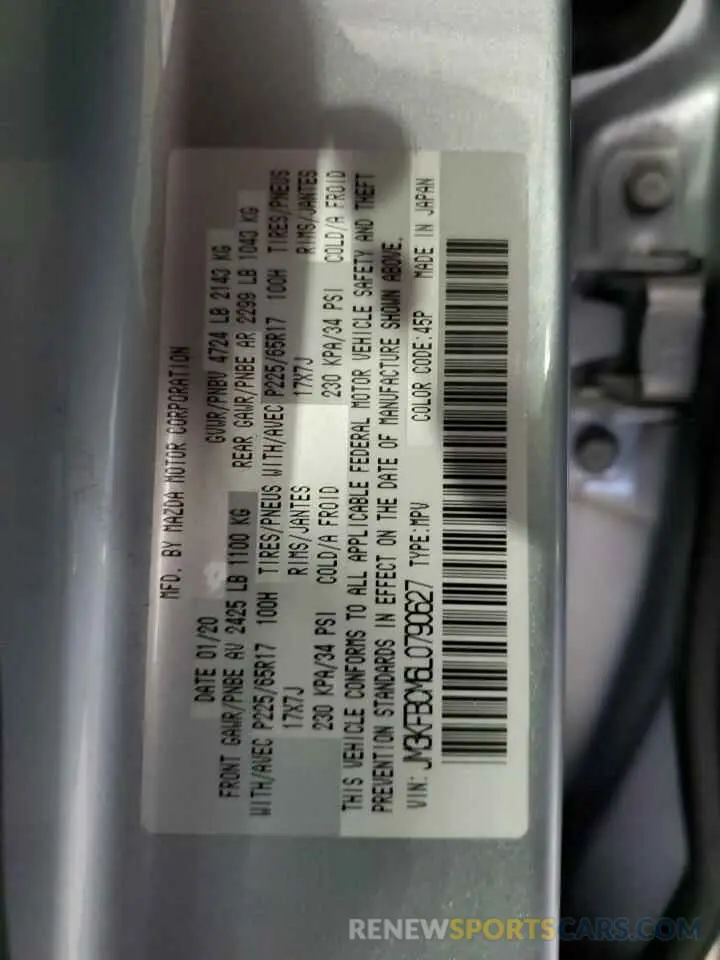 MFD. BY MAZDA MOTOR CORPORATION
DATE 01/20 GVWR/PNBV 4724 LB 2143 KG
FRONT GAWR/PNBE AV 2425 LB 1100 KG REAR GAWR/PNBE AR 2299 LB 1043 KG
WITH/AVEC P225/65R17 100H TIRES/PNEUS WITH/AVEC P225/65R17 100H TIRES/PNEUS
17X7J RIMS/JANTES 17X7J RIMS/JANTES
230 KPA/34 PSI COLD/A FROID 230 KPA/34 PSI COLD/A FROID
THIS VEHICLE CONFORMS TO ALL APPLICABLE FEDERAL MOTOR VEHICLE SAFETY AND THEFT
PREVENTION STANDARDS IN EFFECT ON THE DATE OF MANUFACTURE SHOWN ABOVE.
VIN: JM3KFBCM6L0790627 TYPE:MPV COLOR CODE:45P MADE IN JAPAN
RENEWSPORTSCARS.COM